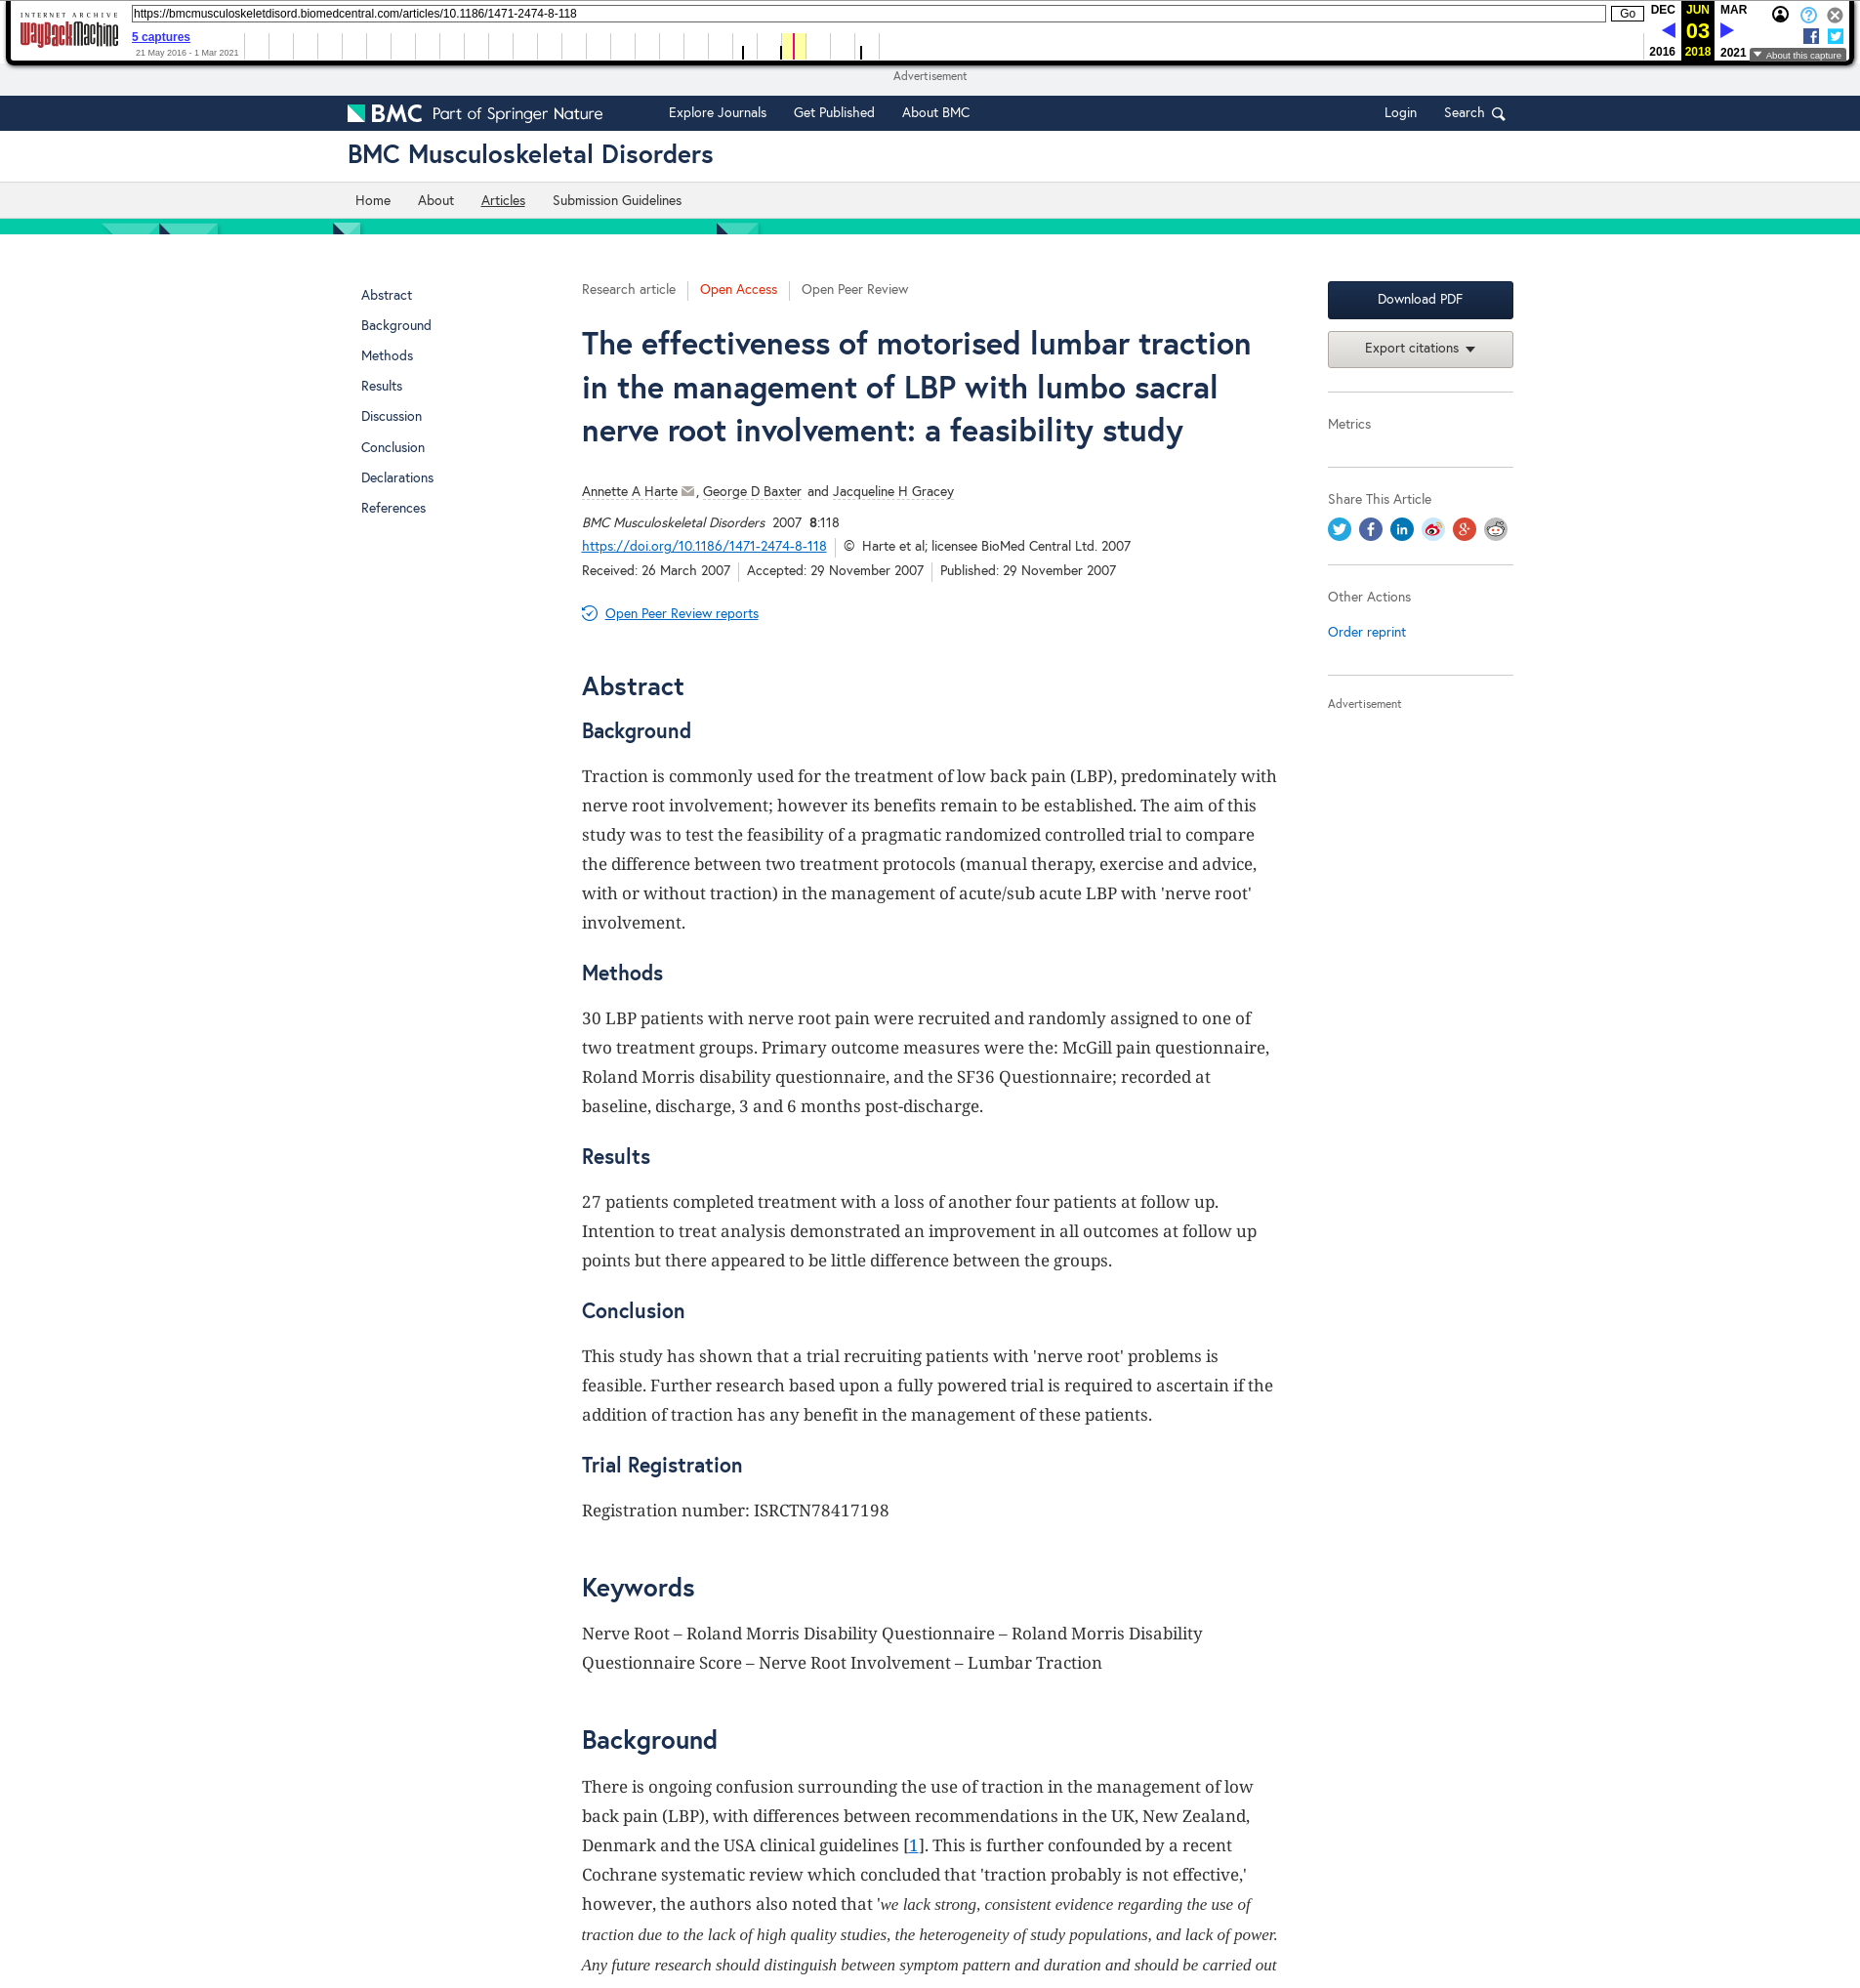 INTERNET ARCHIVE
WayBackMachine
https://bmcmusculoskeletdisord.biomedcentral.com/articles/10.1186/1471-2474-8-118
Go
5 captures
21 May 2016 - 1 Mar 2021
DEC JUN MAR
03
2016 2018 2021
About this capture
Advertisement
BMC Part of Springer Nature
Explore Journals Get Published About BMC Login Search
BMC Musculoskeletal Disorders
Home About Articles Submission Guidelines
Abstract
Background
Methods
Results
Discussion
Conclusion
Declarations
References
Research article Open Access Open Peer Review
The effectiveness of motorised lumbar traction
in the management of LBP with lumbo sacral
nerve root involvement: a feasibility study
Annette A Harte, George D Baxter and Jacqueline H Gracey
BMC Musculoskeletal Disorders 2007 8:118
https://doi.org/10.1186/1471-2474-8-118 © Harte et al; licensee BioMed Central Ltd. 2007
Received: 26 March 2007 Accepted: 29 November 2007 Published: 29 November 2007
Open Peer Review reports
Abstract
Background
Traction is commonly used for the treatment of low back pain (LBP), predominately with
nerve root involvement; however its benefits remain to be established. The aim of this
study was to test the feasibility of a pragmatic randomized controlled trial to compare
the difference between two treatment protocols (manual therapy, exercise and advice,
with or without traction) in the management of acute/sub acute LBP with 'nerve root'
involvement.
Methods
30 LBP patients with nerve root pain were recruited and randomly assigned to one of
two treatment groups. Primary outcome measures were the: McGill pain questionnaire,
Roland Morris disability questionnaire, and the SF36 Questionnaire; recorded at
baseline, discharge, 3 and 6 months post-discharge.
Results
27 patients completed treatment with a loss of another four patients at follow up.
Intention to treat analysis demonstrated an improvement in all outcomes at follow up
points but there appeared to be little difference between the groups.
Conclusion
This study has shown that a trial recruiting patients with 'nerve root' problems is
feasible. Further research based upon a fully powered trial is required to ascertain if the
addition of traction has any benefit in the management of these patients.
Trial Registration
Registration number: ISRCTN78417198
Keywords
Nerve Root – Roland Morris Disability Questionnaire – Roland Morris Disability
Questionnaire Score – Nerve Root Involvement – Lumbar Traction
Background
There is ongoing confusion surrounding the use of traction in the management of low
back pain (LBP), with differences between recommendations in the UK, New Zealand,
Denmark and the USA clinical guidelines [1]. This is further confounded by a recent
Cochrane systematic review which concluded that 'traction probably is not effective,'
however, the authors also noted that 'we lack strong, consistent evidence regarding the use of
traction due to the lack of high quality studies, the heterogeneity of study populations, and lack of power.
Any future research should distinguish between symptom pattern and duration and should be carried out
Download PDF
Export citations
Metrics
Share This Article
Other Actions
Order reprint
Advertisement